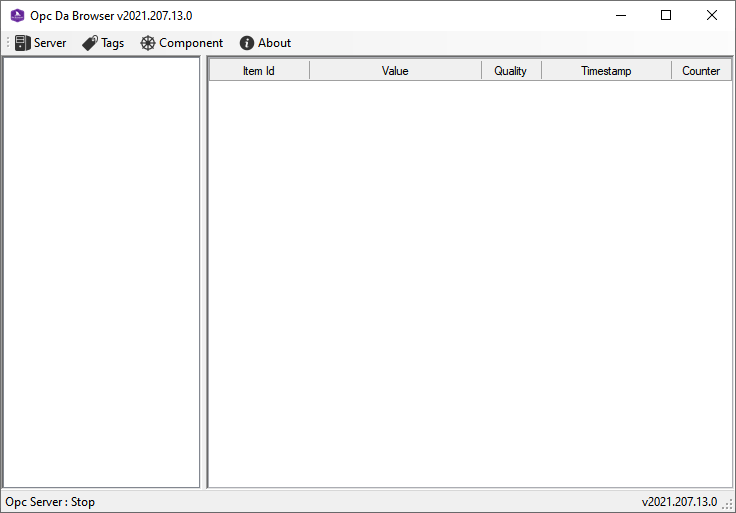 Opc Da Browser v2021.207.13.0
Server Tags Component About
Item Id Value Quality Timestamp Counter
Opc Server : Stop v2021.207.13.0